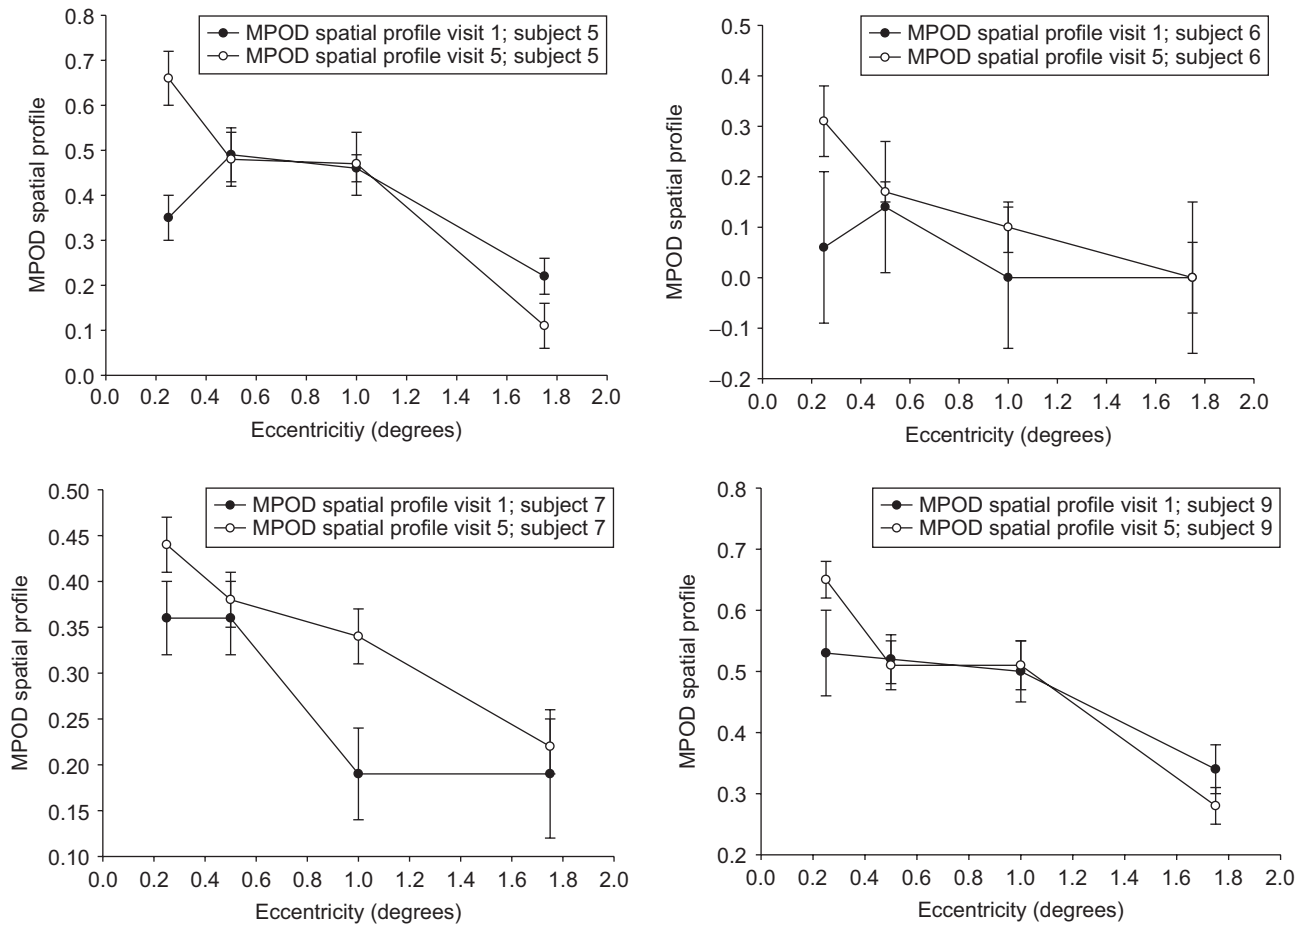 MPOD spatial profile visit 1; subject 5
MPOD spatial profile visit 5; subject 5
MPOD spatial profile
0.8
0.7
0.6
0.5
0.4
0.3
0.2
0.1
0.0
0.0 0.2 0.4 0.6 0.8 1.0 1.2 1.4 1.6 1.8 2.0
Eccentricitiy (degrees)
MPOD spatial profile visit 1; subject 6
MPOD spatial profile visit 5; subject 6
MPOD spatial profile
0.5
0.4
0.3
0.2
0.1
0.0
–0.1
–0.2
0.0 0.2 0.4 0.6 0.8 1.0 1.2 1.4 1.6 1.8 2.0
Eccentricity (degrees)
MPOD spatial profile visit 1; subject 7
MPOD spatial profile visit 5; subject 7
MPOD spatial profile
0.50
0.45
0.40
0.35
0.30
0.25
0.20
0.15
0.10
0.0 0.2 0.4 0.6 0.8 1.0 1.2 1.4 1.6 1.8 2.0
Eccentricity (degrees)
MPOD spatial profile visit 1; subject 9
MPOD spatial profile visit 5; subject 9
MPOD spatial profile
0.8
0.7
0.6
0.5
0.4
0.3
0.2
0.0 0.2 0.4 0.6 0.8 1.0 1.2 1.4 1.6 1.8 2.0
Eccentricity (degrees)